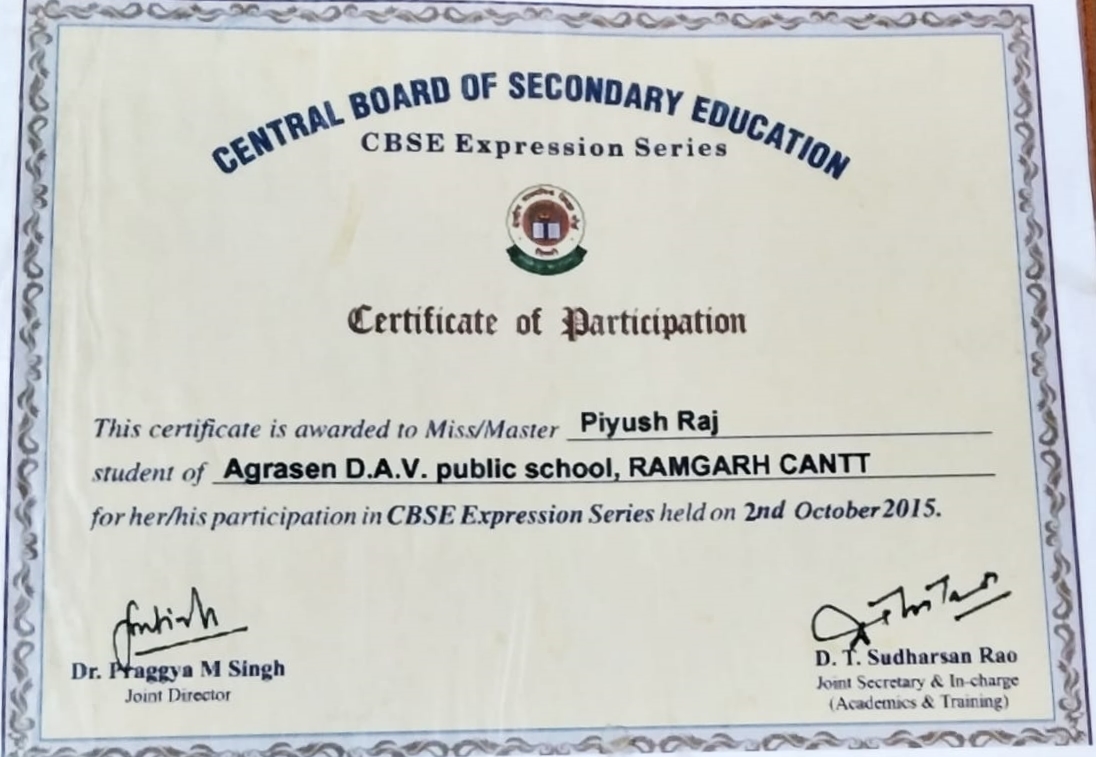 CENTRAL BOARD OF SECONDARY EDUCATION
CBSE Expression Series
Certificate of Participation
This certificate is awarded to Miss/Master Piyush Raj
student of Agrasen D.A.V. public school, RAMGARH CANTT
for her/his participation in CBSE Expression Series held on 2nd October 2015.
Dr. Praggya M Singh
Joint Director
D. T. Sudharsan Rao
Joint Secretary & In-charge
(Academics & Training)